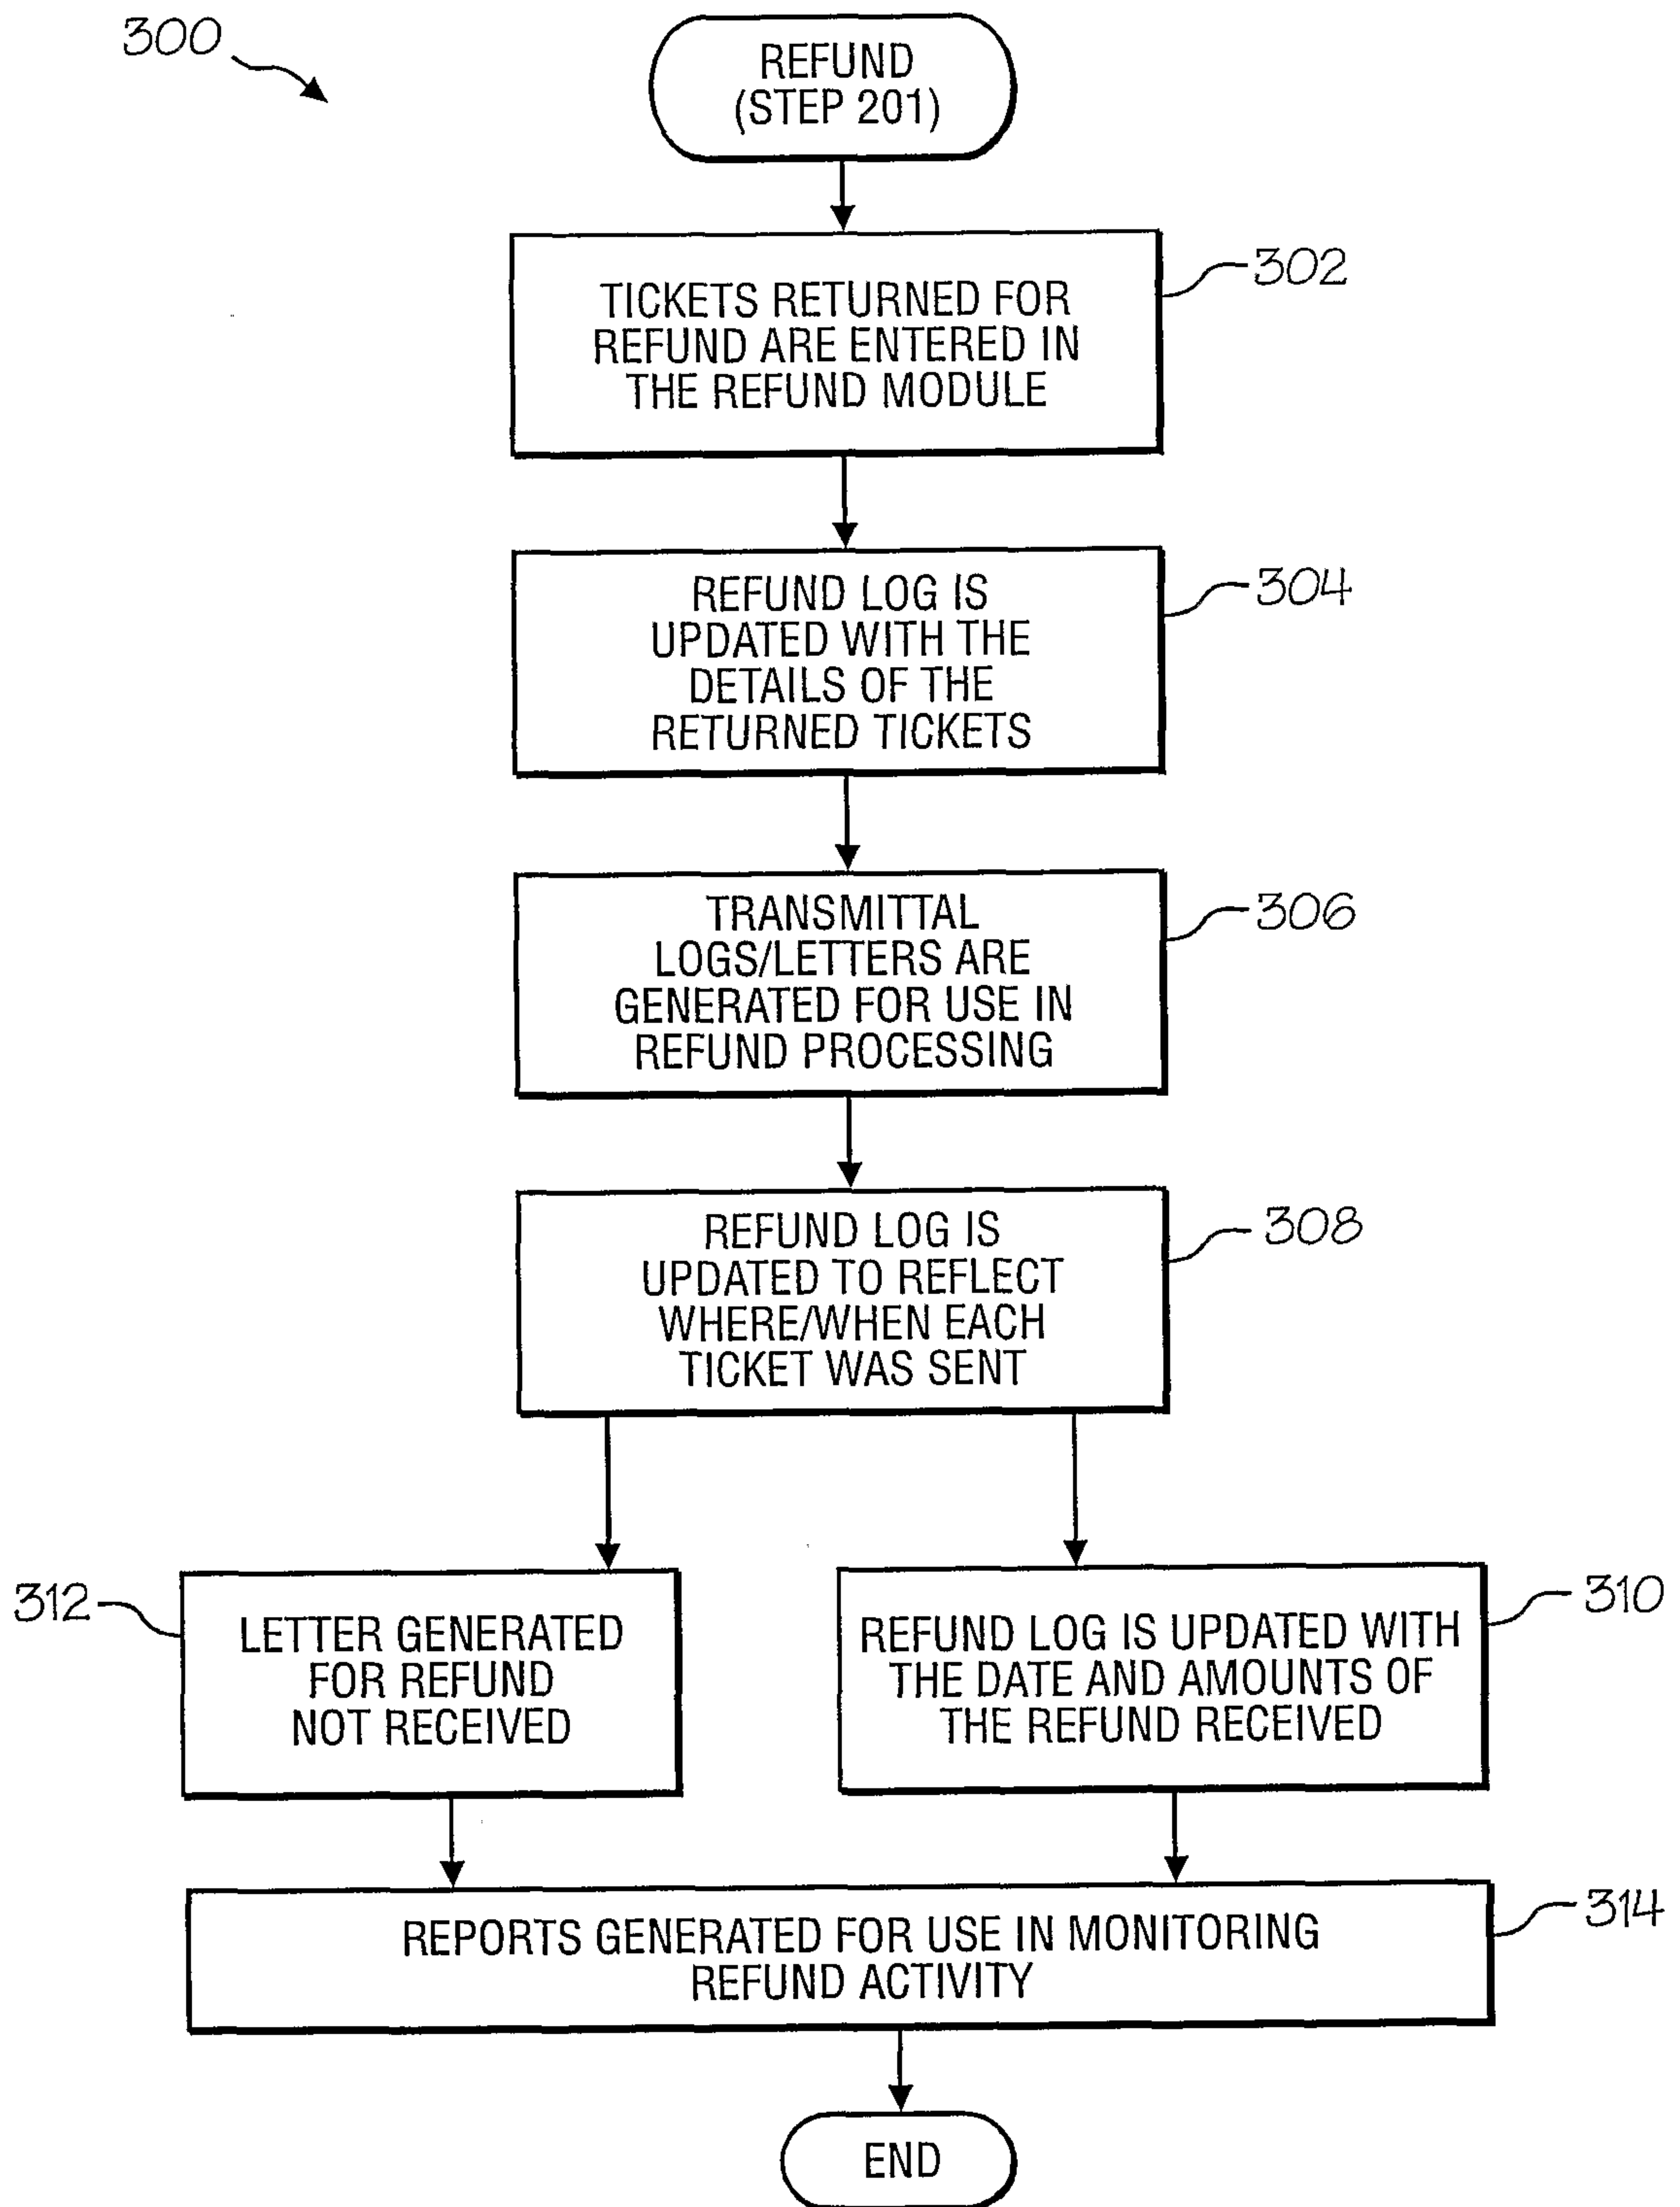 300
REFUND
(STEP 201)
302
TICKETS RETURNED FOR
REFUND ARE ENTERED IN
THE REFUND MODULE
304
REFUND LOG IS
UPDATED WITH THE
DETAILS OF THE
RETURNED TICKETS
306
TRANSMITTAL
LOGS/LETTERS ARE
GENERATED FOR USE IN
REFUND PROCESSING
308
REFUND LOG IS
UPDATED TO REFLECT
WHERE/WHEN EACH
TICKET WAS SENT
312
LETTER GENERATED
FOR REFUND
NOT RECEIVED
310
REFUND LOG IS UPDATED WITH
THE DATE AND AMOUNTS OF
THE REFUND RECEIVED
314
REPORTS GENERATED FOR USE IN MONITORING
REFUND ACTIVITY
END